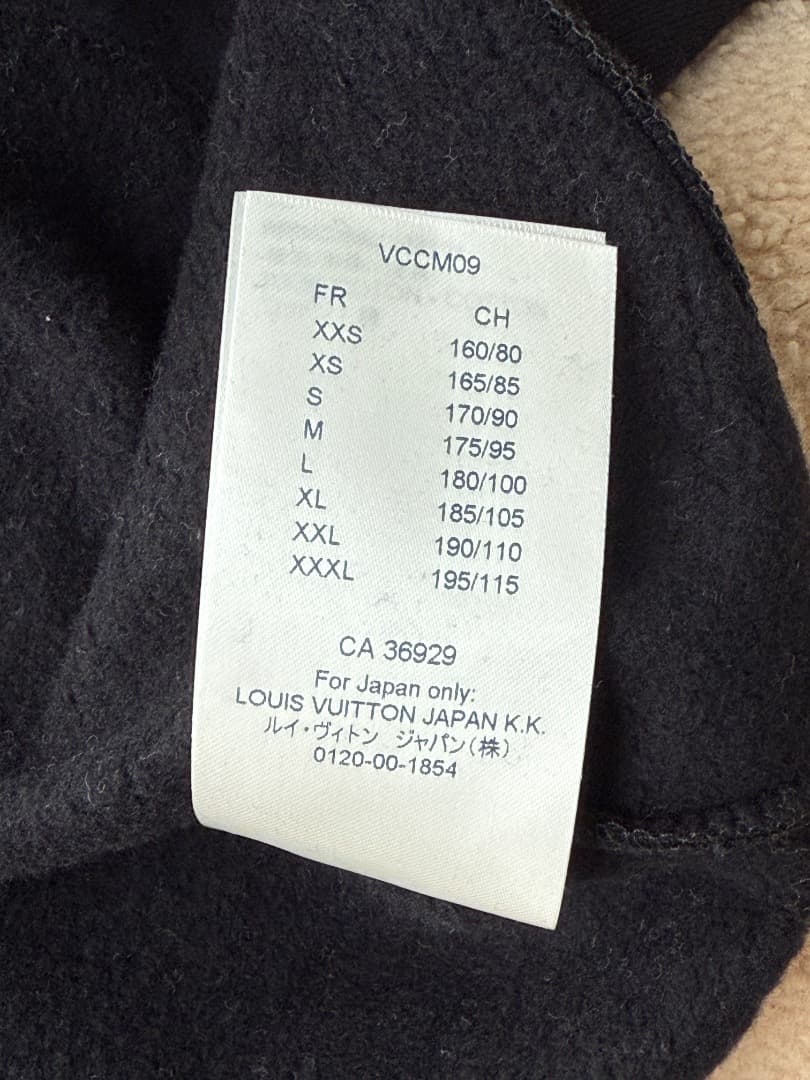 VCCM09
FR CH
XXS 160/80
XS 165/85
S 170/90
M 175/95
L 180/100
XL 185/105
XXL 190/110
XXXL 195/115
CA 36929
For Japan only:
LOUIS VUITTON JAPAN K.K.
ルイ・ヴィトン ジャパン(株)
0120-00-1854